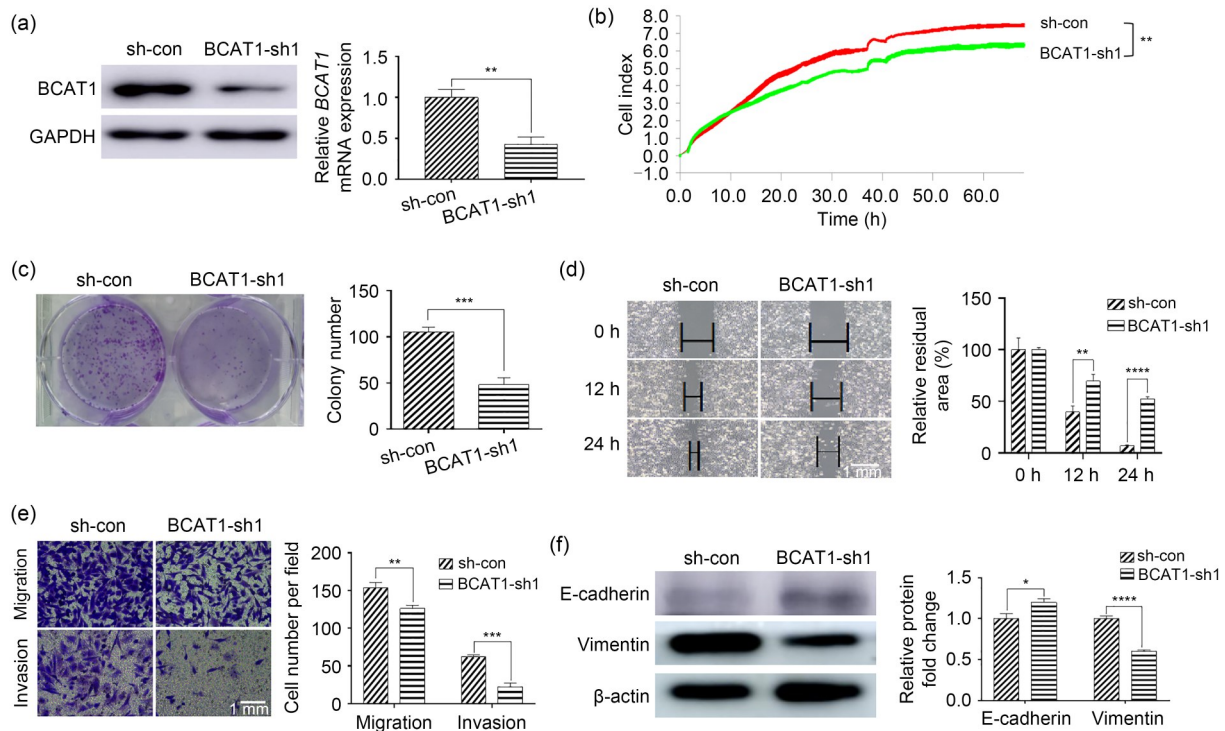 (a)
sh-con BCAT1-sh1
BCAT1
GAPDH
Relative BCAT1
mRNA expression
1.5
1.0
0.5
0.0
**
sh-con
BCAT1-sh1
(b)
Cell index
8.0
7.0
6.0
5.0
4.0
3.0
2.0
1.0
0.0
−1.0
0.0 10.0 20.0 30.0 40.0 50.0 60.0
Time (h)
sh-con
BCAT1-sh1
**
(c)
sh-con BCAT1-sh1
Colony number
150
100
50
0
***
sh-con
BCAT1-sh1
(d)
sh-con BCAT1-sh1
0 h
12 h
24 h
1 mm
Relative residual
area (%)
150
100
50
0
sh-con
BCAT1-sh1
**
****
0 h 12 h 24 h
(e)
sh-con BCAT1-sh1
Migration
Invasion
1 mm
Cell number per field
200
150
100
50
0
sh-con
BCAT1-sh1
**
***
Migration Invasion
(f)
sh-con BCAT1-sh1
E-cadherin
Vimentin
β-actin
Relative protein
fold change
1.5
1.0
0.5
0.0
sh-con
BCAT1-sh1
*
****
E-cadherin Vimentin